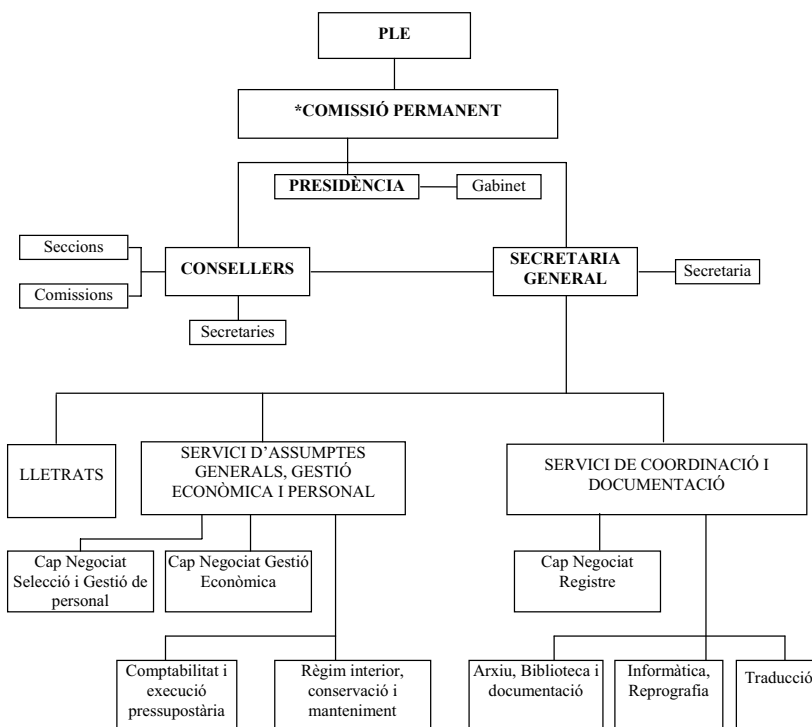 PLE
*COMISSIÓ PERMANENT
PRESIDÈNCIA
Gabinet
Seccions
Comissions
CONSELLERS
SECRETARIA
GENERAL
Secretaria
Secretaries
LLETRATS
SERVICI D’ASSUMPTES
GENERALS, GESTIÓ
ECONÒMICA I PERSONAL
SERVICI DE COORDINACIÓ I
DOCUMENTACIÓ
Cap Negociat
Selecció i Gestió de
personal
Cap Negociat Gestió
Econòmica
Cap Negociat
Registre
Comptabilitat i
execució
pressupostària
Règim interior,
conservació i
manteniment
Arxiu, Biblioteca i
documentació
Informàtica,
Reprografia
Traducció